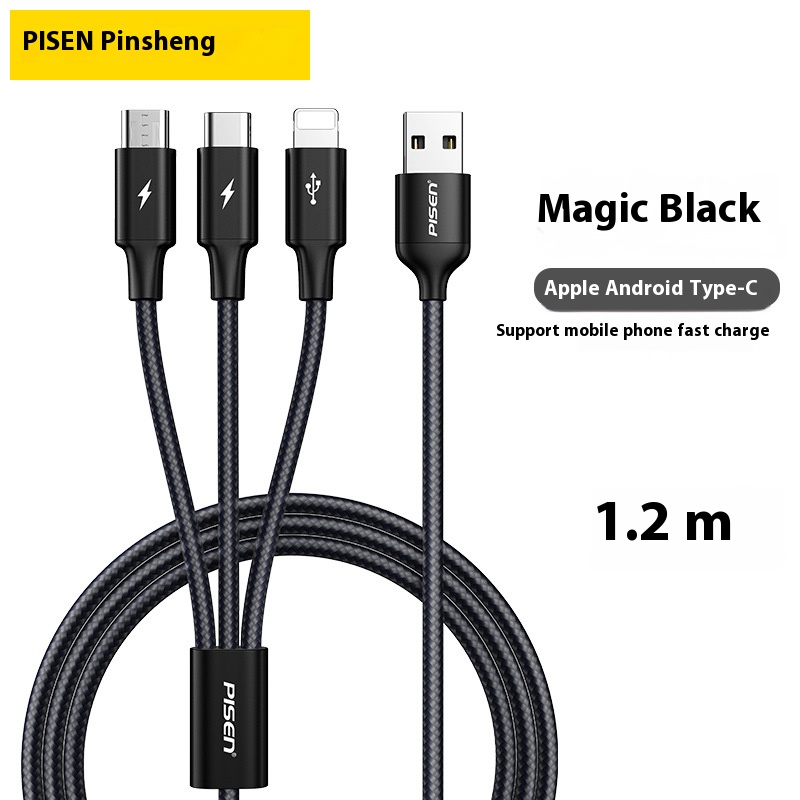 PISEN Pinsheng
PISEN®
Magic Black
Apple Android Type-C
Support mobile phone fast charge
1.2 m
PISEN®